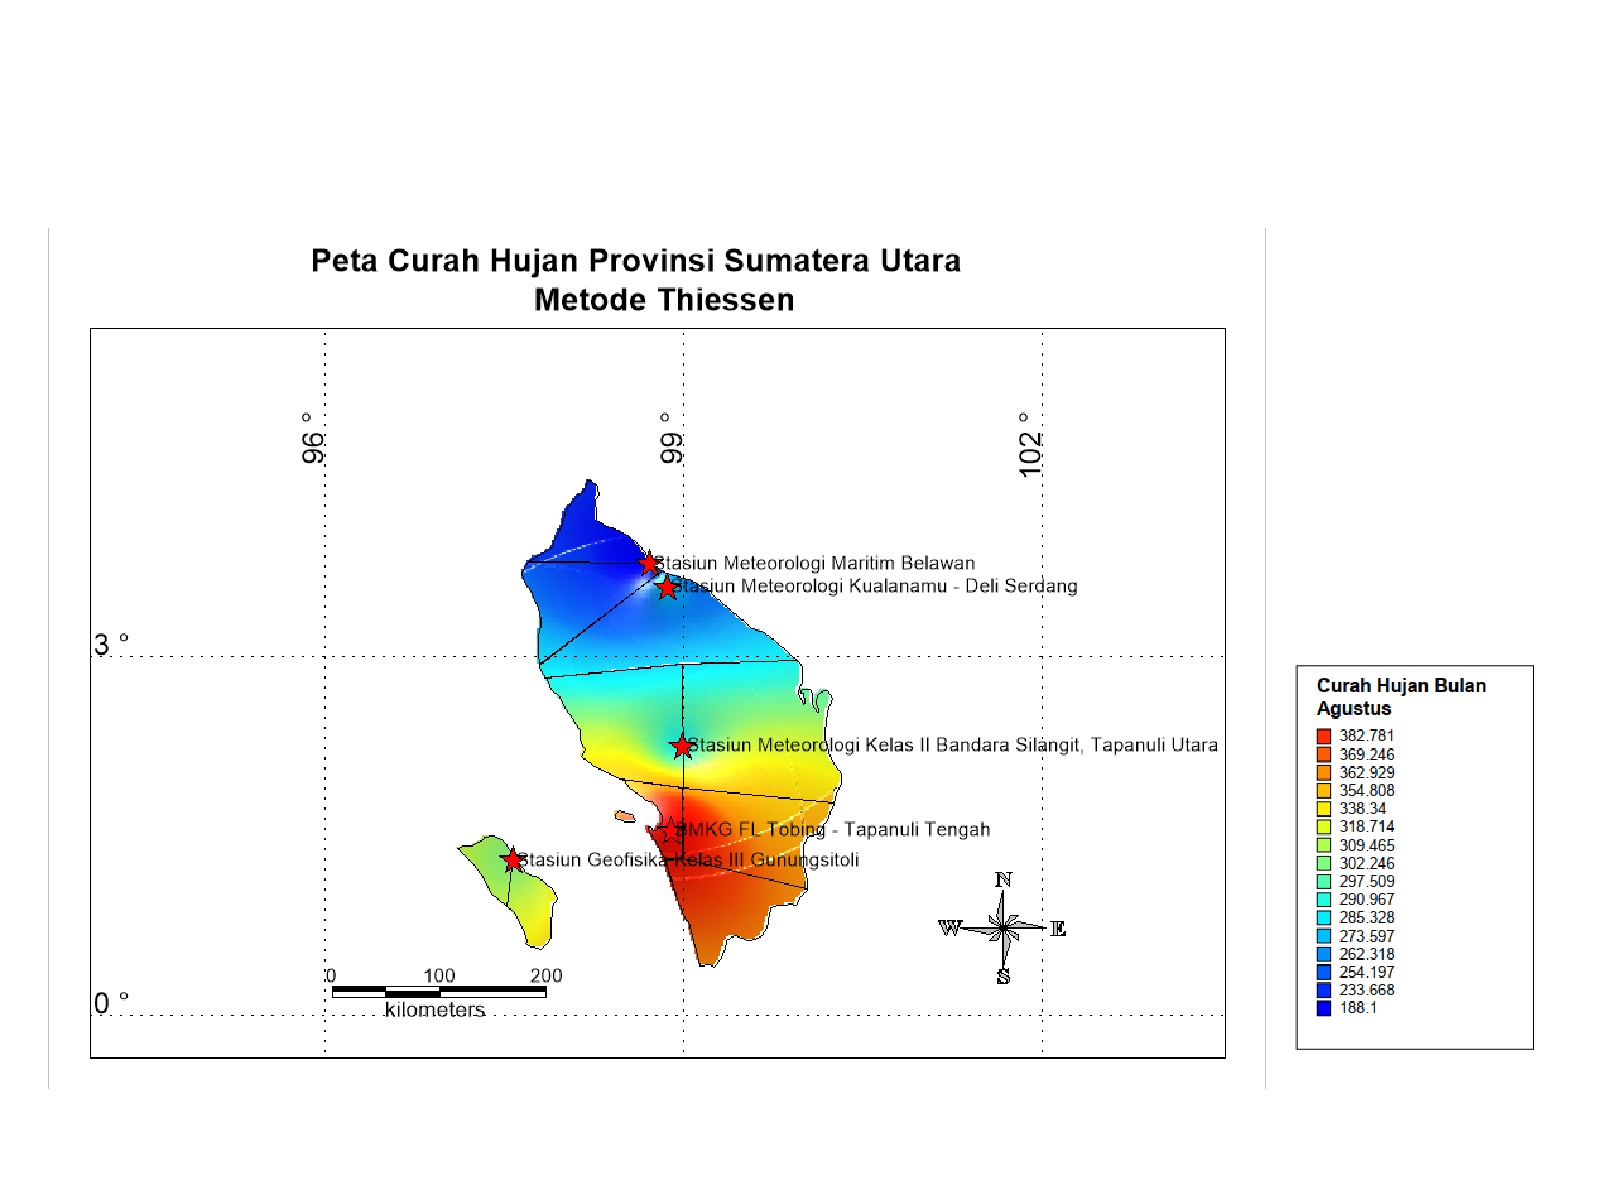 Peta Curah Hujan Provinsi Sumatera Utara
Metode Thiessen
96 °
99 °
102 °
Stasiun Meteorologi Maritim Belawan
Stasiun Meteorologi Kualanamu - Deli Serdang
3 °
Stasiun Meteorologi Kelas II Bandara Silangit, Tapanuli Utara
BMKG FL Tobing - Tapanuli Tengah
Stasiun Geofisika Kelas III Gunungsitoli
N
W E
S
0 100 200
kilometers
0 °
Curah Hujan Bulan
Agustus
382.781
369.246
362.929
354.808
338.34
318.714
309.465
302.246
297.509
290.967
285.328
273.597
262.318
254.197
233.668
188.1